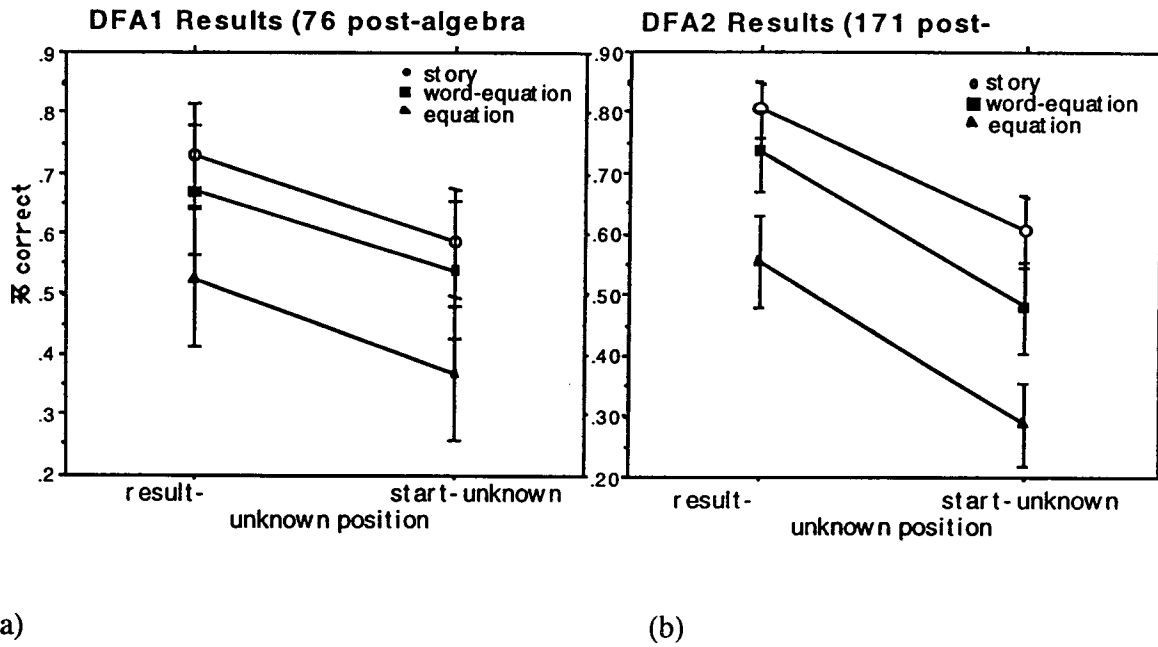 DFA1 Results (76 post-algebra
.9
.8
.7
.6
.5
.4
.3
.2
% correct
story
word-equation
equation
result-
start-unknown
unknown position
DFA2 Results (171 post-
.90
.80
.70
.60
.50
.40
.30
.20
story
word-equation
equation
result-
start-unknown
unknown position
a)
(b)